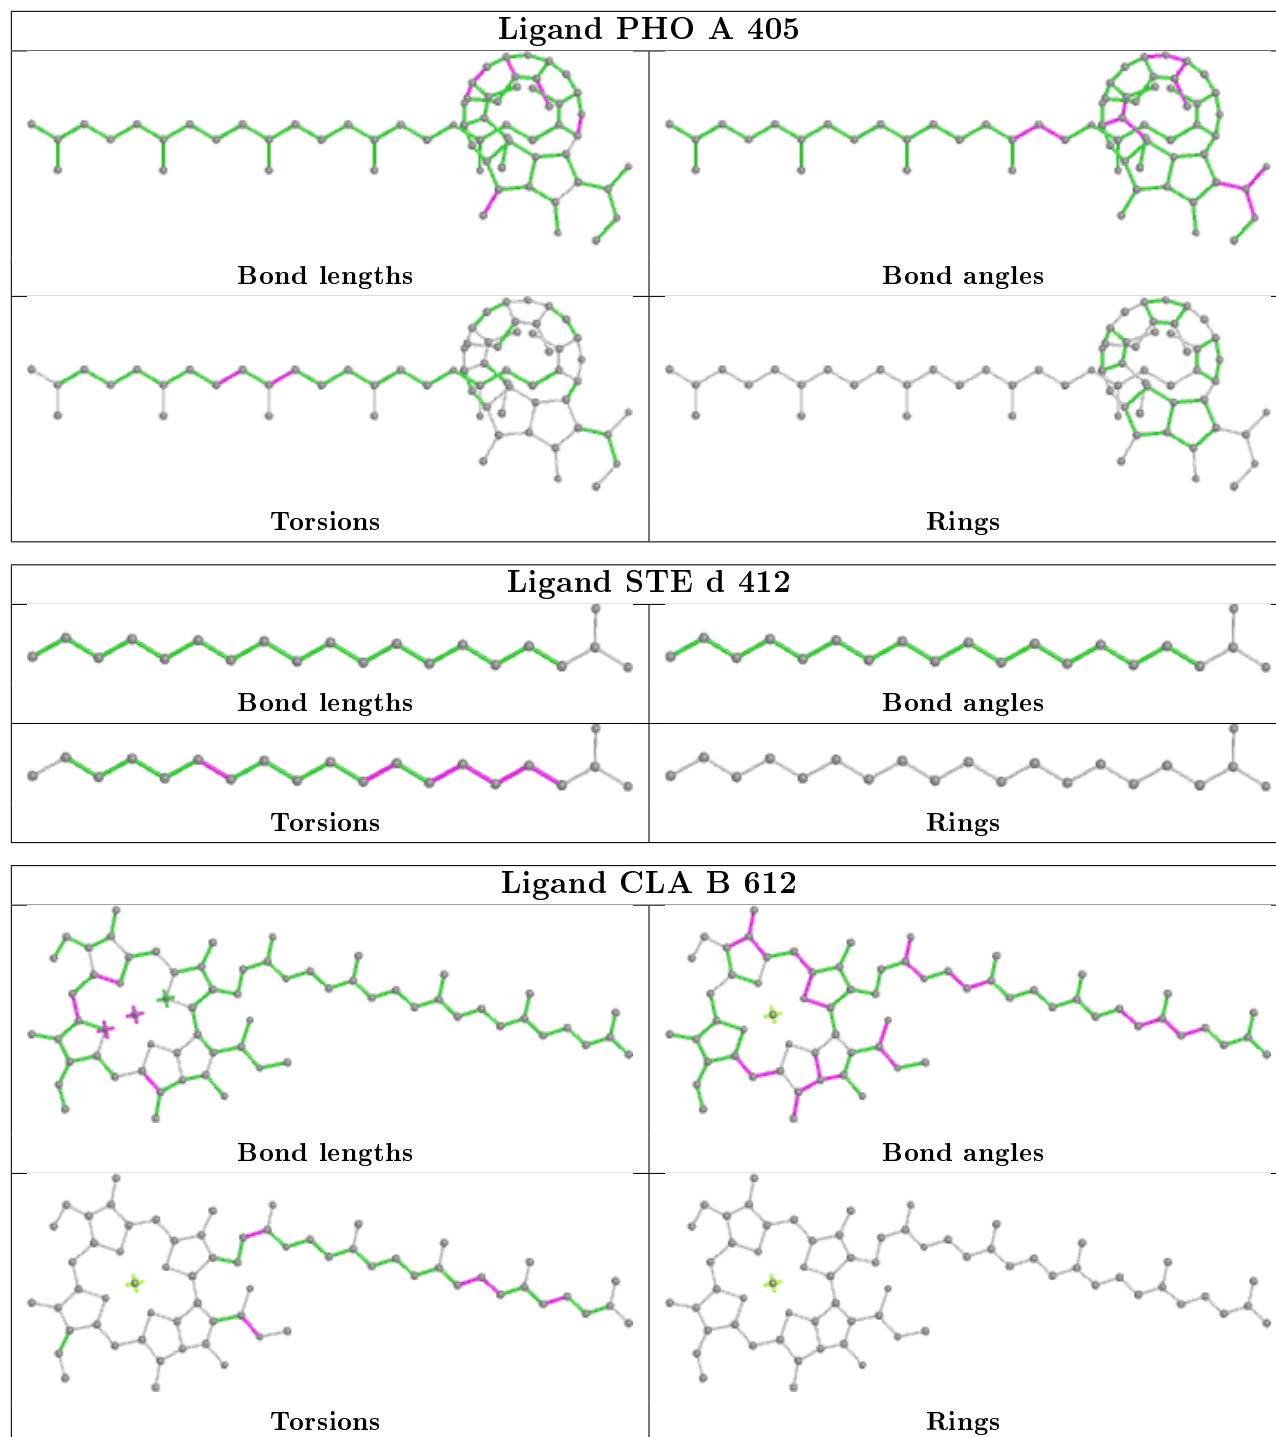 Ligand PHO A 405
Bond lengths
Bond angles
Torsions
Rings
Ligand STE d 412
Bond lengths
Bond angles
Torsions
Rings
Ligand CLA B 612
Bond lengths
Bond angles
Torsions
Rings